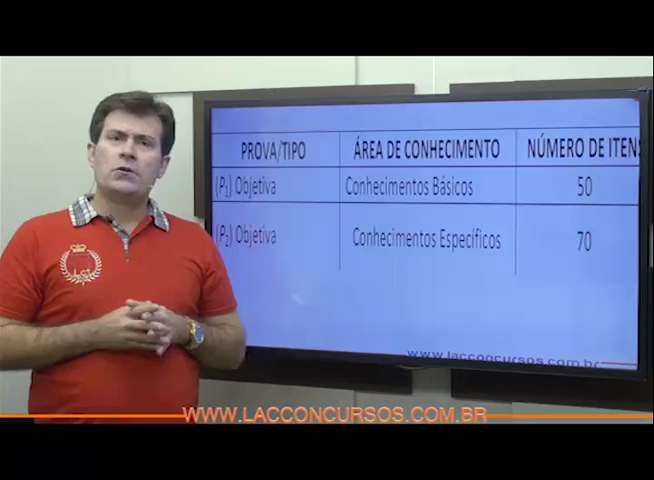 PROVA/TIPO ÁREA DE CONHECIMENTO NÚMERO DE ITENS
(P1) Objetiva Conhecimentos Básicos 50
(P2) Objetiva Conhecimentos Específicos 70
www.lacconcursos.com.br
WWW.LACCONCURSOS.COM.BR